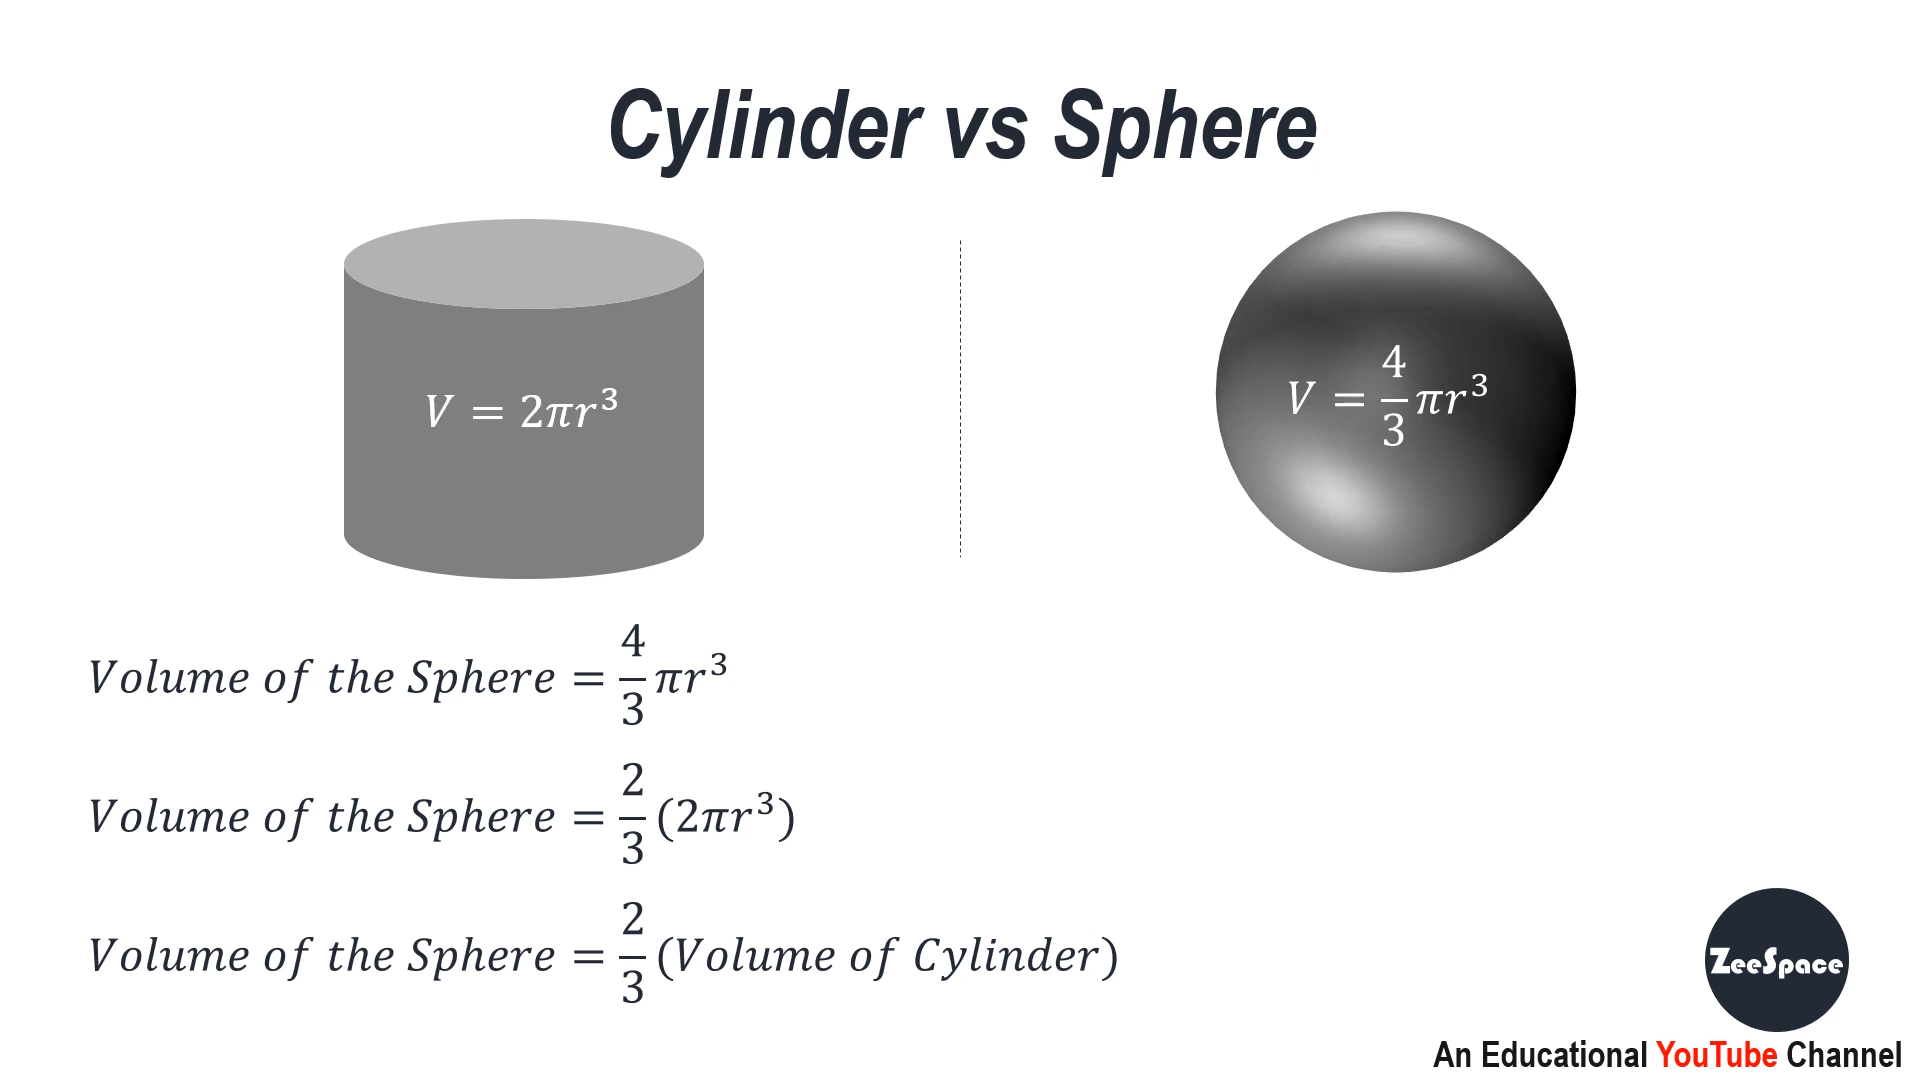 Cylinder vs Sphere
V = 2πr³
V = 4/3 πr³
Volume of the Sphere = 4/3 πr³
Volume of the Sphere = 2/3 (2πr³)
Volume of the Sphere = 2/3 (Volume of Cylinder)
ZeeSpace
An Educational YouTube Channel